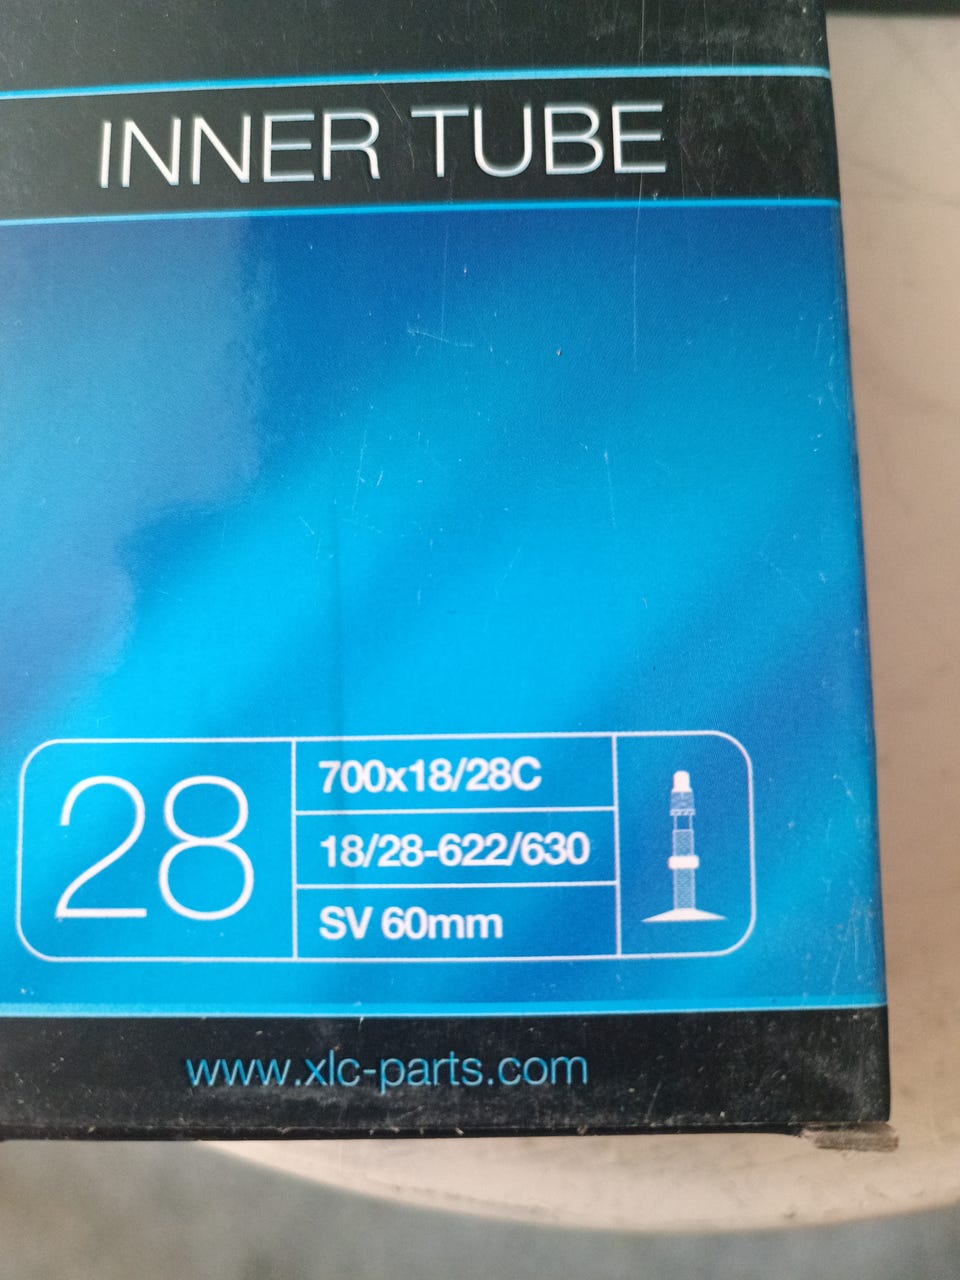 INNER TUBE
28
700x18/28C
18/28-622/630
SV 60mm
www.xlc-parts.com